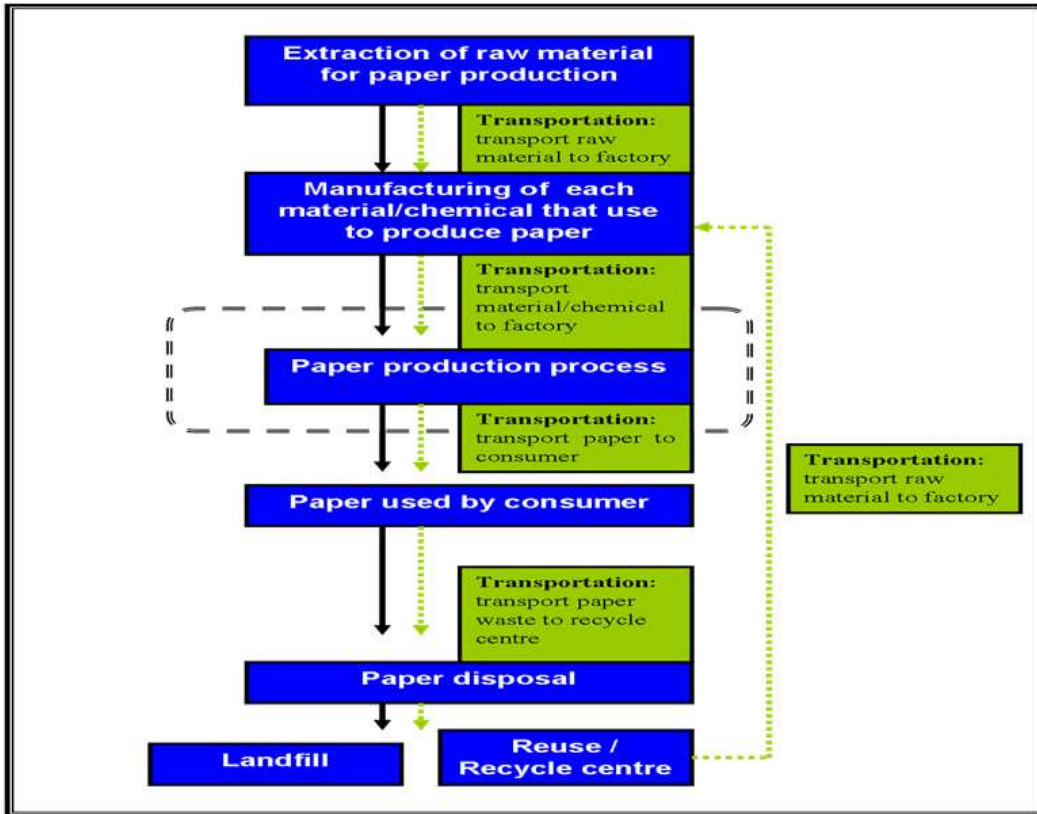 Extraction of raw material
for paper production
Transportation:
transport raw
material to factory
Manufacturing of each
material/chemical that use
to produce paper
Transportation:
transport
material/chemical
to factory
Paper production process
Transportation:
transport paper to
consumer
Transportation:
transport raw
material to factory
Paper used by consumer
Transportation:
transport paper
waste to recycle
centre
Paper disposal
Landfill
Reuse /
Recycle centre